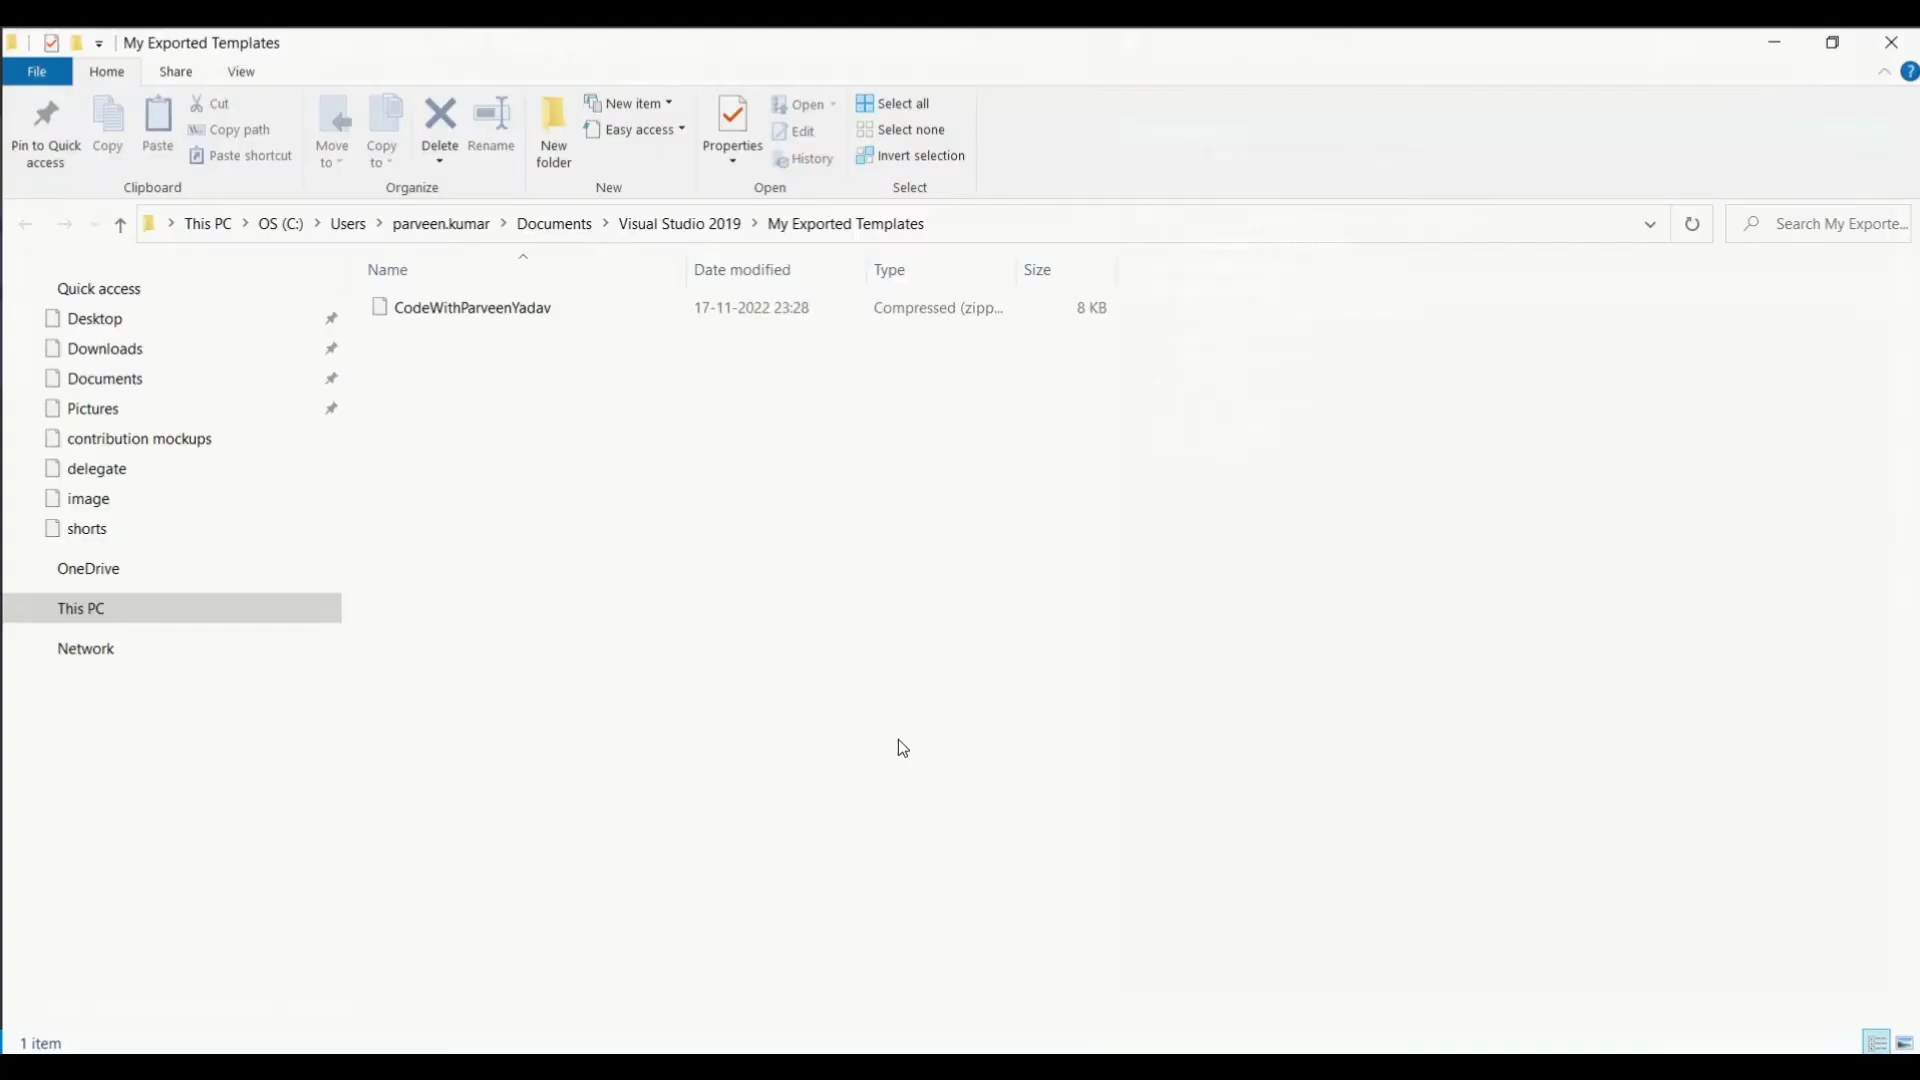 My Exported Templates
File Home Share View
Pin to Quick access
Copy
Paste
Cut
Copy path
Paste shortcut
Clipboard
Move to
Copy to
Delete
Rename
Organize
New folder
New item
Easy access
New
Properties
Open
Edit
History
Open
Select all
Select none
Invert selection
Select
This PC > OS (C:) > Users > parveen.kumar > Documents > Visual Studio 2019 > My Exported Templates
Search My Exporte...
Name Date modified Type Size
CodeWithParveenYadav 17-11-2022 23:28 Compressed (zipp... 8 KB
Quick access
Desktop
Downloads
Documents
Pictures
contribution mockups
delegate
image
shorts
OneDrive
This PC
Network
1 item